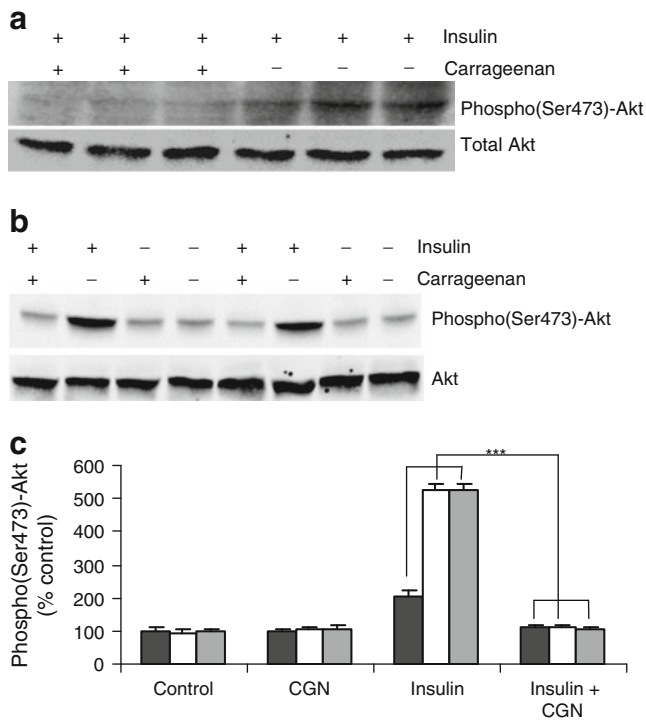 a
+ + + + + + Insulin
+ + + − − − Carrageenan
Phospho(Ser473)-Akt
Total Akt
b
+ + − − + + − − Insulin
+ − + − + − + − Carrageenan
Phospho(Ser473)-Akt
Akt
c
Phospho(Ser473)-Akt
(% control)
600
500
400
300
200
100
0
***
Control CGN Insulin Insulin +
CGN